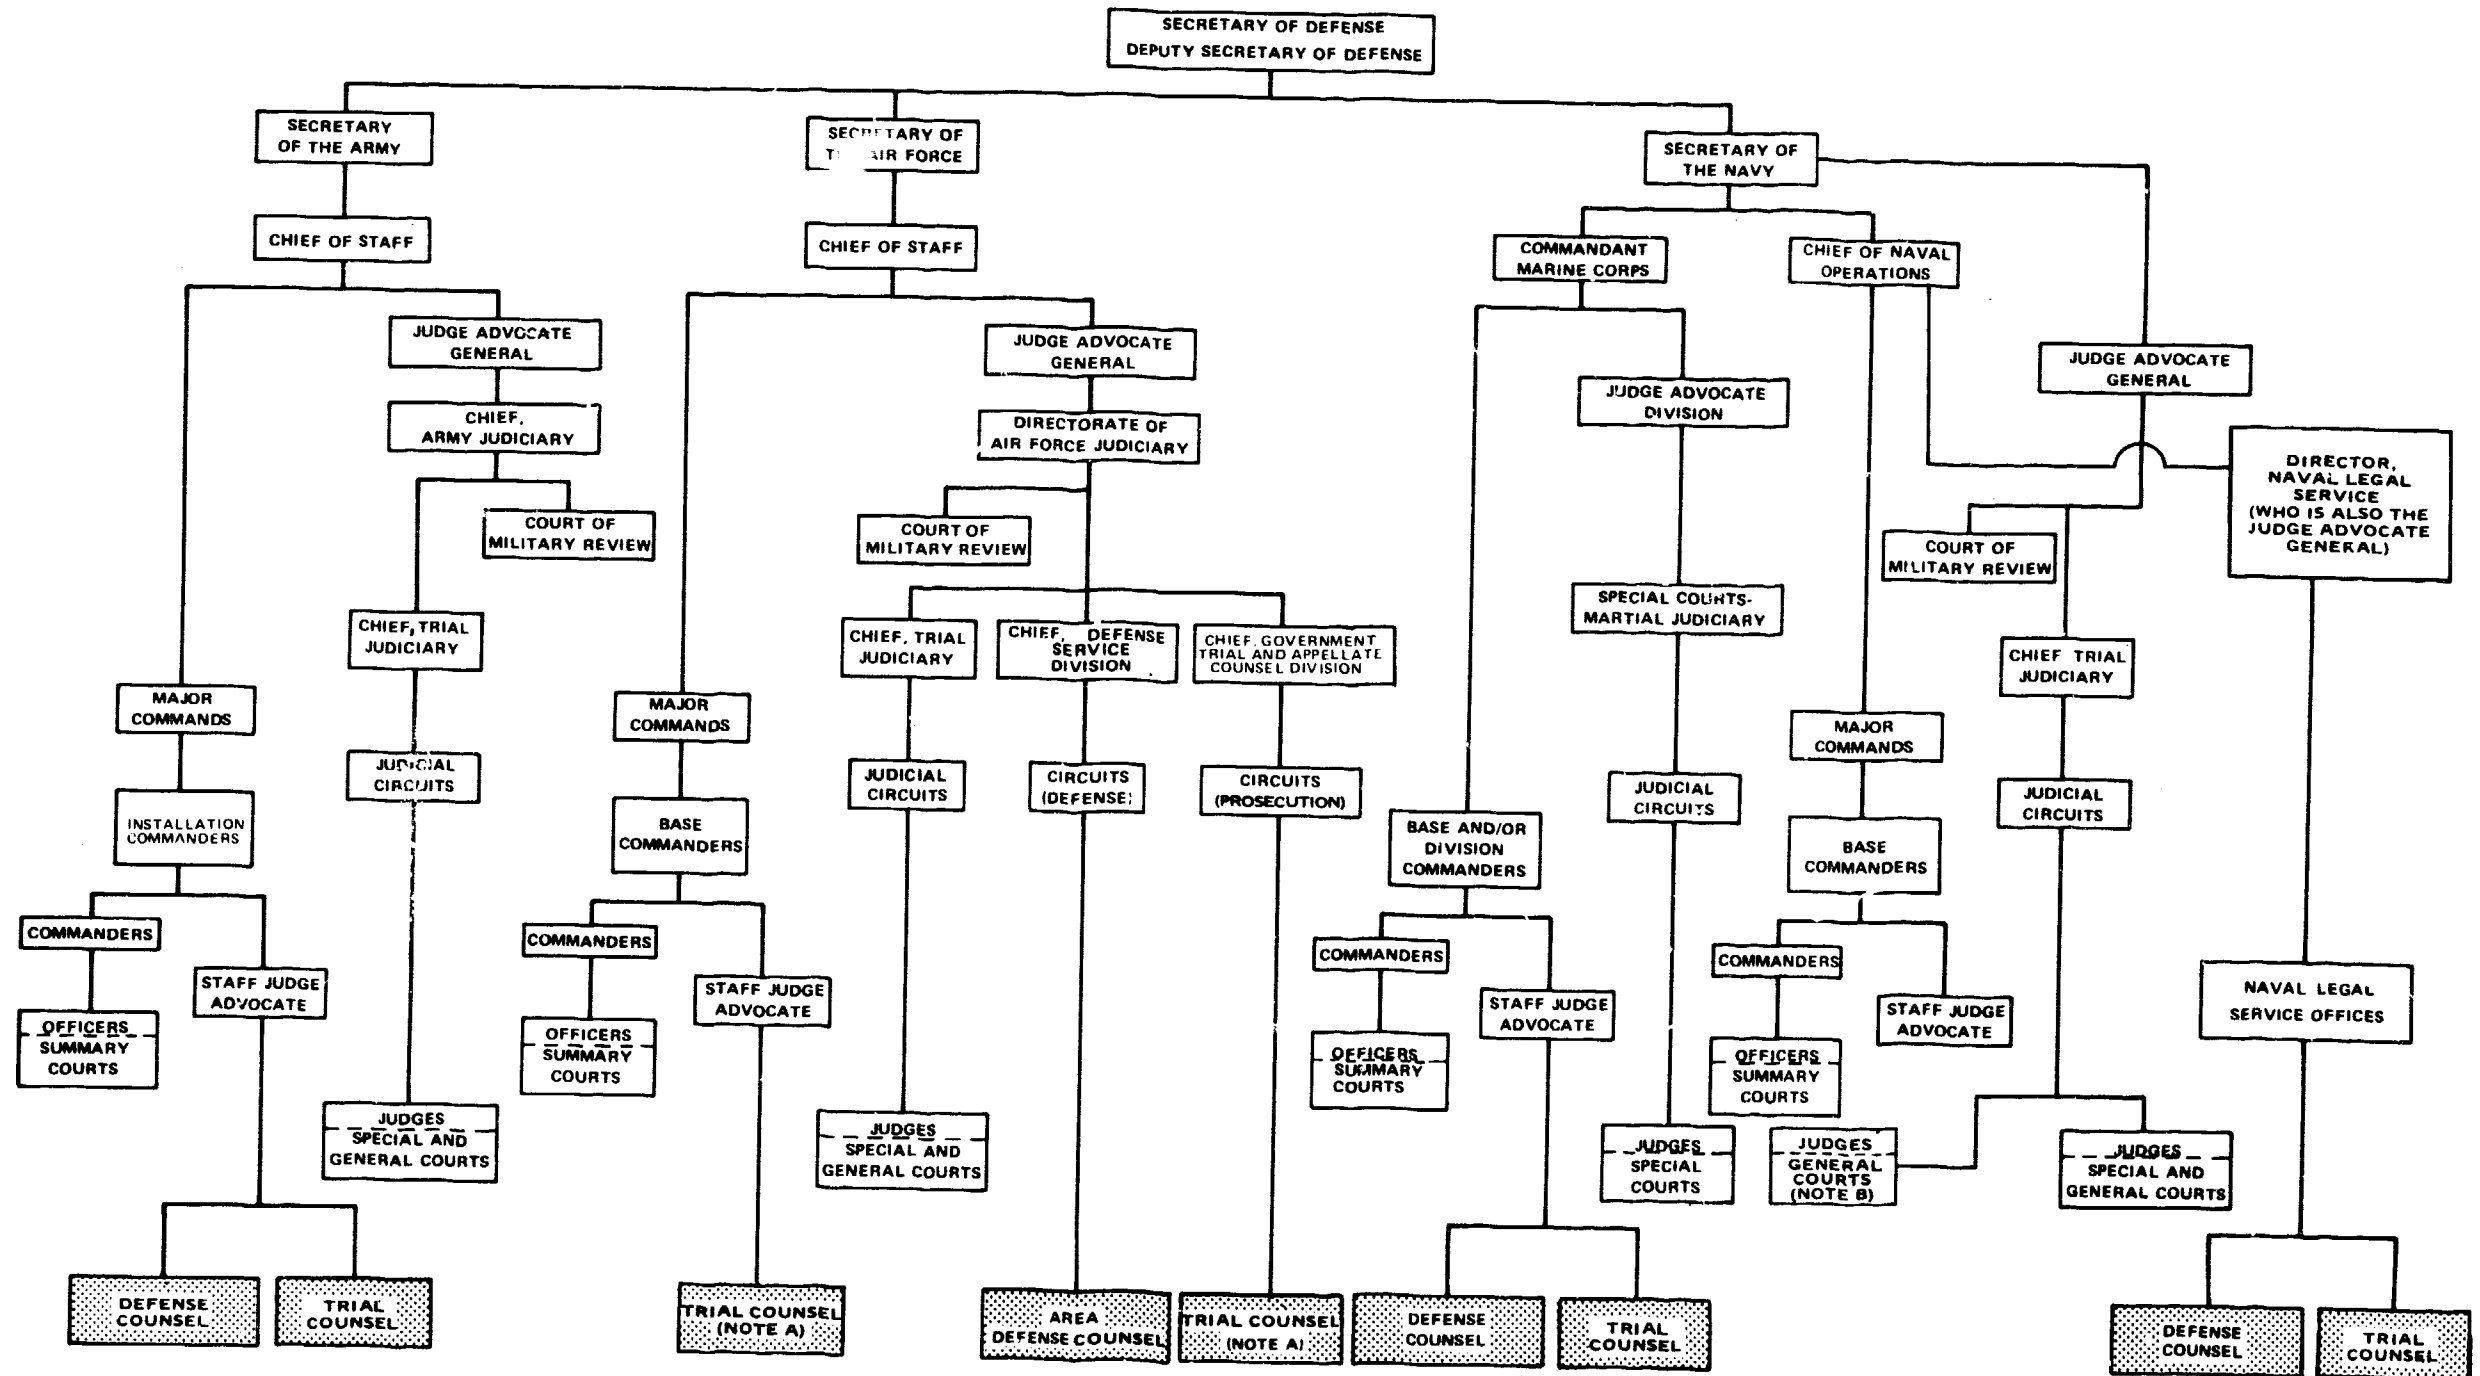 SECRETARY OF DEFENSE
DEPUTY SECRETARY OF DEFENSE
SECRETARY
OF THE ARMY
SECRETARY OF
AIR FORCE
SECRETARY OF
THE NAVY
CHIEF OF STAFF
CHIEF OF STAFF
COMMANDANT
MARINE CORPS
CHIEF OF NAVAL
OPERATIONS
JUDGE ADVOCATE
GENERAL
JUDGE ADVOCATE
GENERAL
JUDGE ADVOCATE
DIVISION
JUDGE ADVOCATE
GENERAL
CHIEF,
ARMY JUDICIARY
DIRECTORATE OF
AIR FORCE JUDICIARY
DIRECTOR,
NAVAL LEGAL
SERVICE
(WHO IS ALSO THE
JUDGE ADVOCATE
GENERAL)
COURT OF
MILITARY REVIEW
COURT OF
MILITARY REVIEW
COURT OF
MILITARY REVIEW
CHIEF, TRIAL
JUDICIARY
CHIEF, TRIAL
JUDICIARY
CHIEF, DEFENSE
SERVICE
DIVISION
CHIEF, GOVERNMENT
TRIAL AND APPELLATE
COUNSEL DIVISION
SPECIAL COURTS-
MARTIAL JUDICIARY
CHIEF TRIAL
JUDICIARY
MAJOR
COMMANDS
MAJOR
COMMANDS
MAJOR
COMMANDS
JUDICIAL
CIRCUITS
JUDICIAL
CIRCUITS
CIRCUITS
(DEFENSE)
CIRCUITS
(PROSECUTION)
JUDICIAL
CIRCUITS
JUDICIAL
CIRCUITS
INSTALLATION
COMMANDERS
BASE
COMMANDERS
BASE AND/OR
DIVISION
COMMANDERS
BASE
COMMANDERS
COMMANDERS
COMMANDERS
COMMANDERS
COMMANDERS
STAFF JUDGE
ADVOCATE
STAFF JUDGE
ADVOCATE
STAFF JUDGE
ADVOCATE
STAFF JUDGE
ADVOCATE
NAVAL LEGAL
SERVICE OFFICES
OFFICERS
SUMMARY
COURTS
OFFICERS
SUMMARY
COURTS
OFFICERS
SUMMARY
COURTS
OFFICERS
SUMMARY
COURTS
JUDGES
SPECIAL AND
GENERAL COURTS
JUDGES
SPECIAL AND
GENERAL COURTS
JUDGES
SPECIAL
COURTS
JUDGES
GENERAL
COURTS
(NOTE B)
JUDGES
SPECIAL AND
GENERAL COURTS
DEFENSE
COUNSEL
TRIAL
COUNSEL
TRIAL COUNSEL
(NOTE A)
AREA
DEFENSE COUNSEL
TRIAL COUNSEL
(NOTE A)
DEFENSE
COUNSEL
TRIAL
COUNSEL
DEFENSE
COUNSEL
TRIAL
COUNSEL